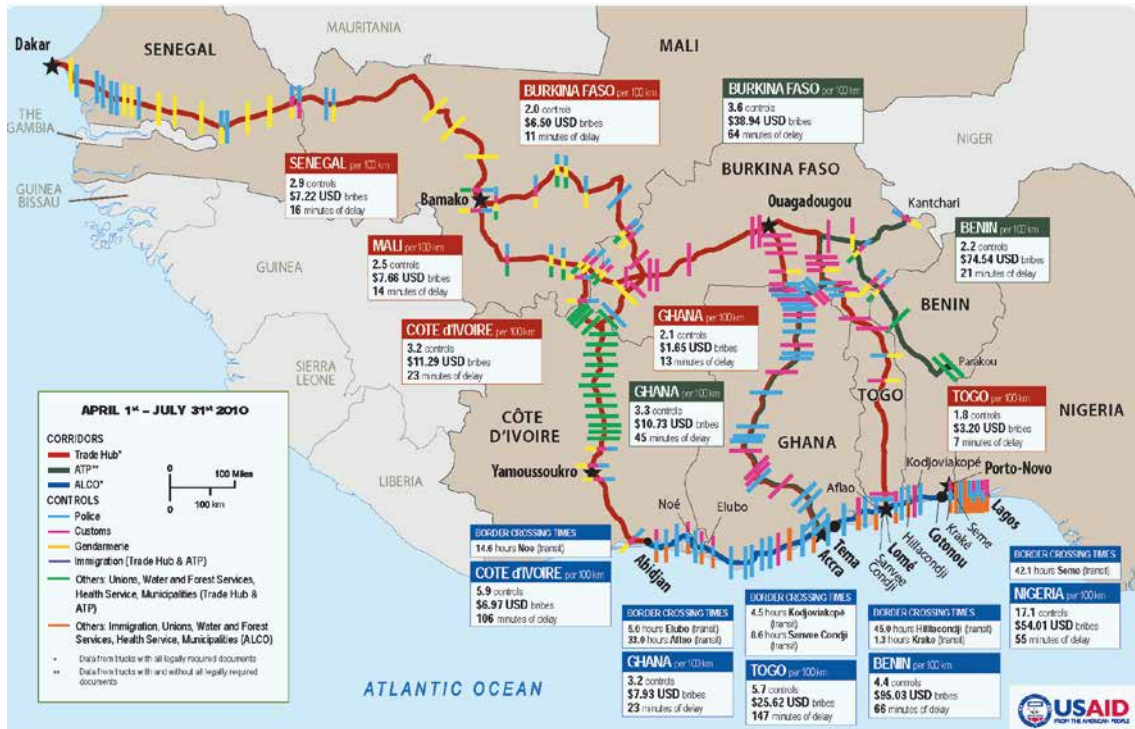 MAURITANIA
Dakar
SENEGAL
MALI
THE GAMBIA
GUINEA BISSAU
GUINEA
SIERRA LEONE
LIBERIA
NIGER
BURKINA FASO per 100 km
2.0 controls
$6.50 USD bribes
11 minutes of delay
BURKINA FASO per 100 km
3.6 controls
$38.94 USD bribes
64 minutes of delay
SENEGAL per 100 km
2.9 controls
$7.22 USD bribes
16 minutes of delay
Bamako
BURKINA FASO
Ouagadougou
Kantchari
BENIN per 100 km
2.2 controls
$74.54 USD bribes
21 minutes of delay
MALI per 100 km
2.5 controls
$7.66 USD bribes
14 minutes of delay
BENIN
COTE d'IVOIRE per 100 km
3.2 controls
$11.29 USD bribes
23 minutes of delay
GHANA per 100 km
2.1 controls
$1.65 USD bribes
13 minutes of delay
Parakou
GHANA per 100 km
3.3 controls
$10.73 USD bribes
45 minutes of delay
TOGO
TOGO per 100 km
1.8 controls
$3.20 USD bribes
7 minutes of delay
NIGERIA
CÔTE D'IVOIRE
GHANA
Yamoussoukro
Kodjoviakopé
Porto-Novo
Aflao
Noé
Elubo
Lagos
Abidjan
Accra
Tema
Sanvee Condji
Lomé
Hillacondji
Cotonou
Kraké
Seme
APRIL 1st – JULY 31st 2010
CORRIDORS
Trade Hub*
ATP**
ALCO*
0 100 Miles
0 100 km
CONTROLS
Police
Customs
Gendarmerie
Immigration (Trade Hub & ATP)
Others: Unions, Water and Forest Services,
Health Service, Municipalities (Trade Hub &
ATP)
Others: Immigration, Unions, Water and Forest
Services, Health Service, Municipalities (ALCO)
* Data from trucks with all legally required documents
** Data from trucks with and without all legally required
documents
BORDER CROSSING TIMES
14.6 hours Noe (transit)
COTE d'IVOIRE per 100 km
5.9 controls
$6.97 USD bribes
106 minutes of delay
BORDER CROSSING TIMES
5.0 hours Elubo (transit)
33.0 hours Aflao (transit)
GHANA per 100 km
3.2 controls
$7.93 USD bribes
23 minutes of delay
BORDER CROSSING TIMES
4.5 hours Kodjoviakopé
(transit)
8.6 hours Sanvee Condji
(transit)
TOGO per 100 km
5.7 controls
$25.62 USD bribes
147 minutes of delay
BORDER CROSSING TIMES
45.0 hours Hilllacondji (transit)
1.3 hours Krake (transit)
BENIN per 100 km
4.4 controls
$95.03 USD bribes
66 minutes of delay
BORDER CROSSING TIMES
42.1 hours Seme (transit)
NIGERIA per 100 km
17.1 controls
$54.01 USD bribes
55 minutes of delay
ATLANTIC OCEAN
USAID
FROM THE AMERICAN PEOPLE